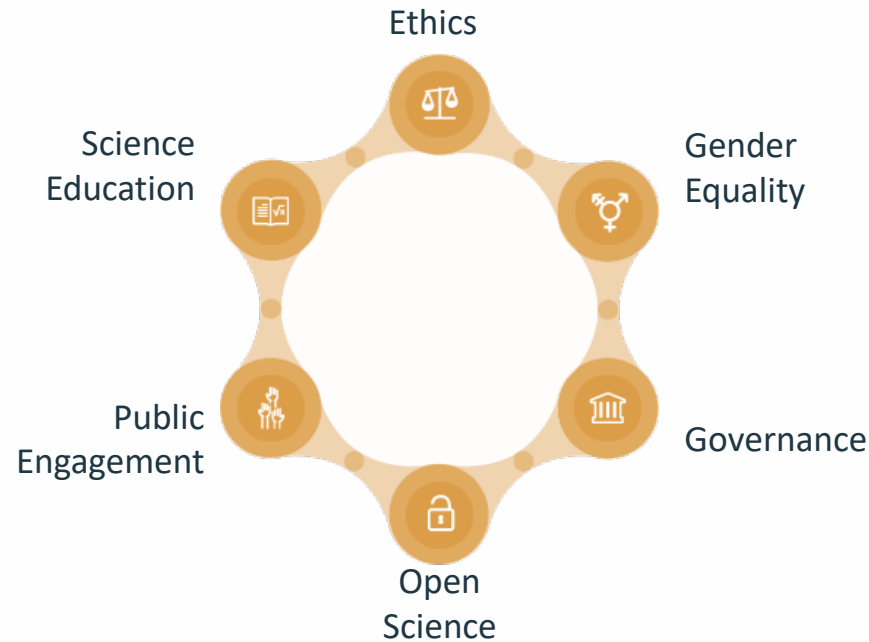 Ethics
Science
Education
Gender
Equality
Public
Engagement
Governance
Open
Science